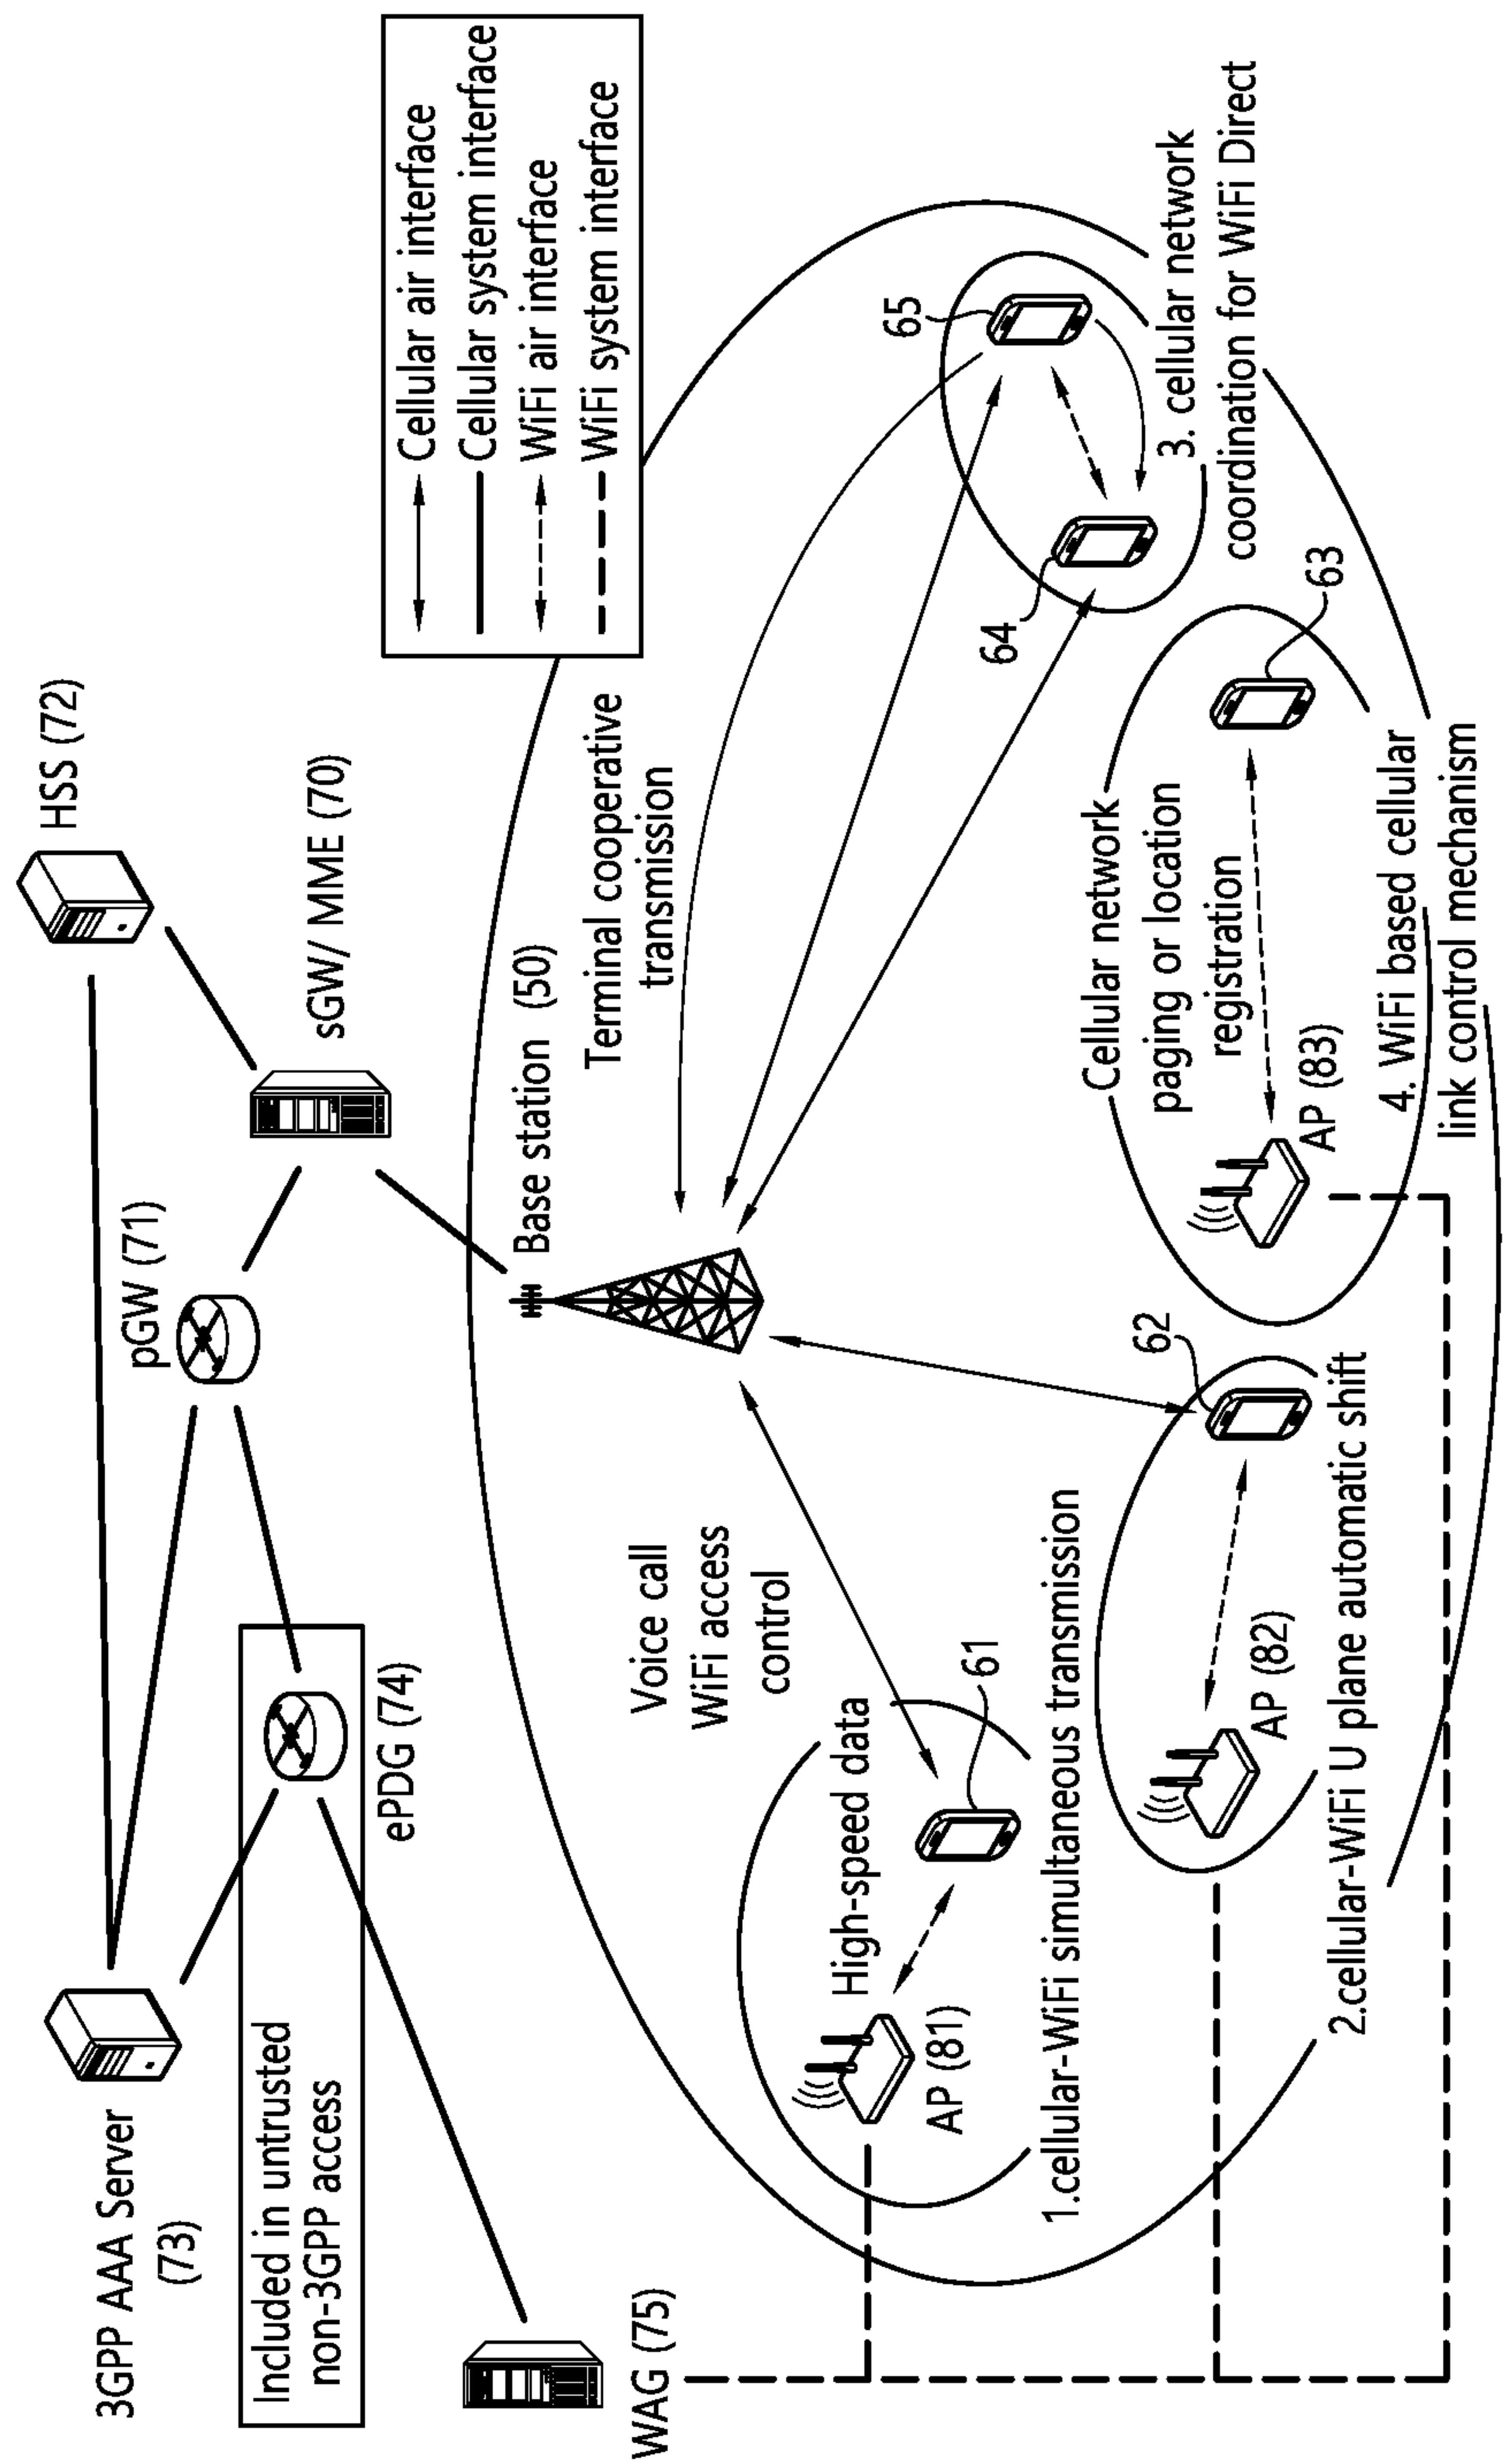 3GPP AAA Server
(73)
HSS (72)
pGW (71)
sGW/ MME (70)
Included in untrusted
non-3GPP access
ePDG (74)
WAG (75)
Cellular air interface
Cellular system interface
WiFi air interface
WiFi system interface
Base station (50)
Terminal cooperative
transmission
Voice call
WiFi access
control
High-speed data
AP (81)
61
1.cellular-WiFi simultaneous transmission
62
AP (82)
2.cellular-WiFi U plane automatic shift
65
64
3. cellular network
coordination for WiFi Direct
Cellular network
paging or location
registration
63
AP (83)
4. WiFi based cellular
link control mechanism